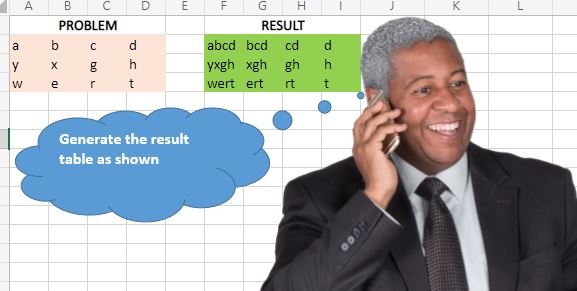 A B C D E F G H I J K L
PROBLEM RESULT
a b c d abcd bcd cd d
y x g h yxgh xgh gh h
w e r t wert ert rt t
Generate the result
table as shown